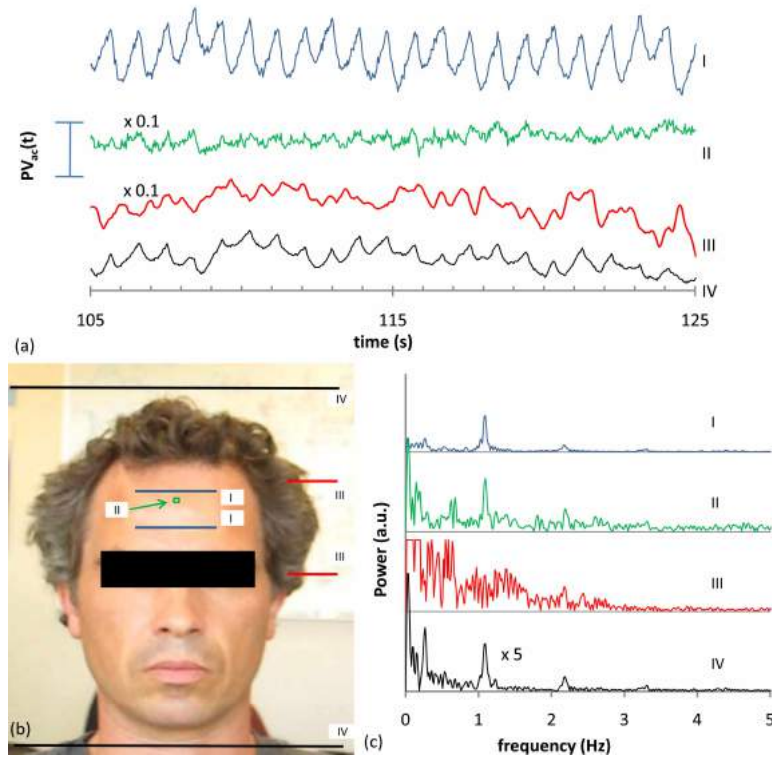 I
x 0.1
II
PVac(t)
x 0.1
III
IV
105 115 125
time (s)
(a)
IV
III
I
II
I
III
IV
(b)
I
II
III
x 5
IV
Power (a.u.)
0 1 2 3 4 5
frequency (Hz)
(c)